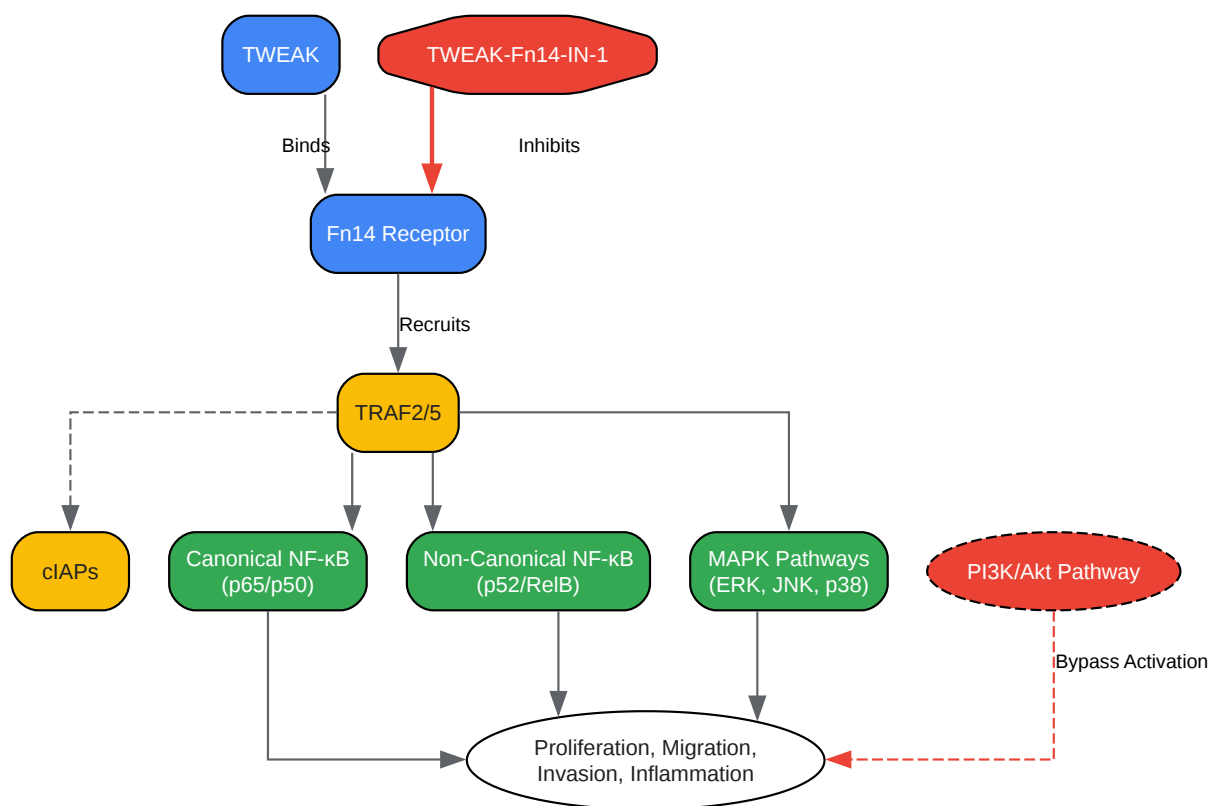 TWEAK
TWEAK-Fn14-IN-1
Binds
Inhibits
Fn14 Receptor
Recruits
TRAF2/5
cIAPs
Canonical NF-κB
(p65/p50)
Non-Canonical NF-κB
(p52/RelB)
MAPK Pathways
(ERK, JNK, p38)
PI3K/Akt Pathway
Bypass Activation
Proliferation, Migration,
Invasion, Inflammation